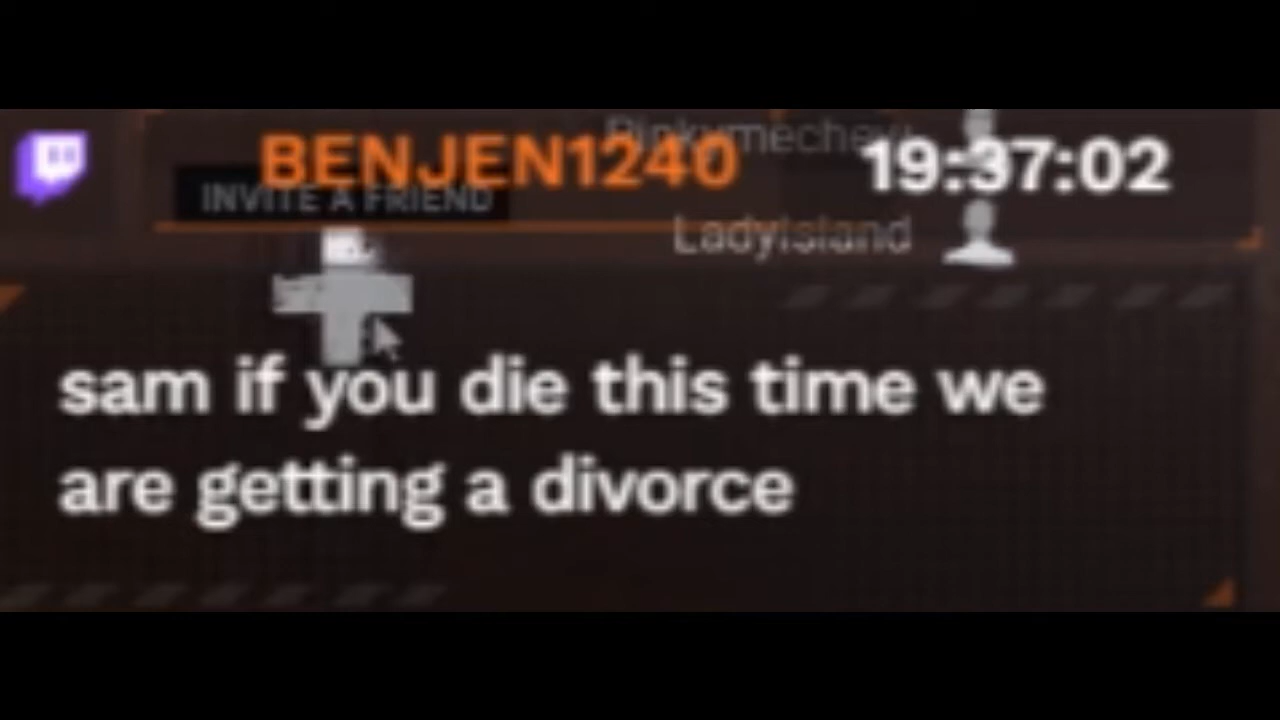 BENJEN1240 19:37:02
INVITE A FRIEND
LadyIsland
sam if you die this time we
are getting a divorce